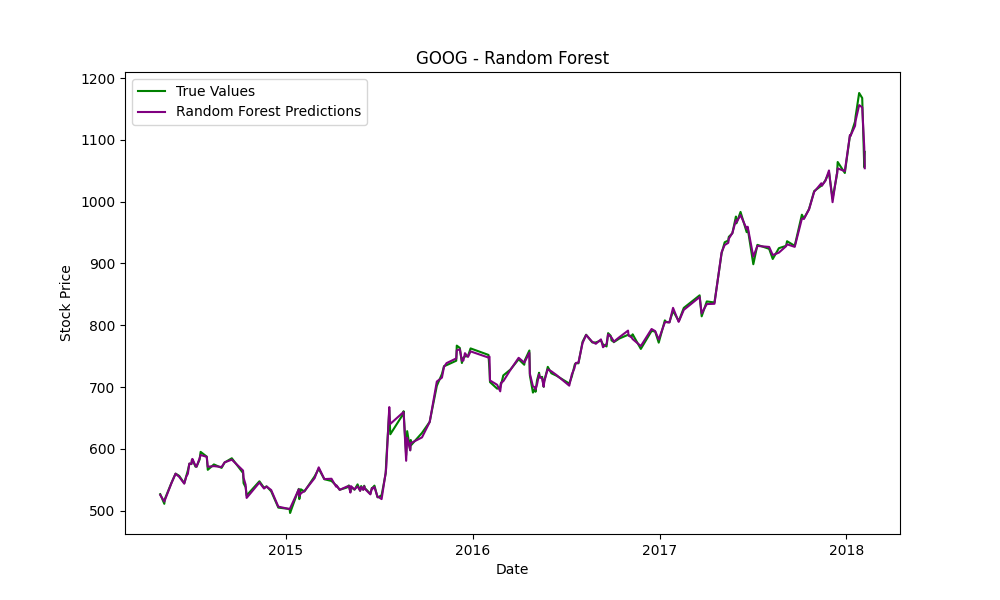 GOOG - Random Forest
True Values
Random Forest Predictions
1200
1100
1000
900
800
700
600
500
Stock Price
2015
2016
2017
2018
Date